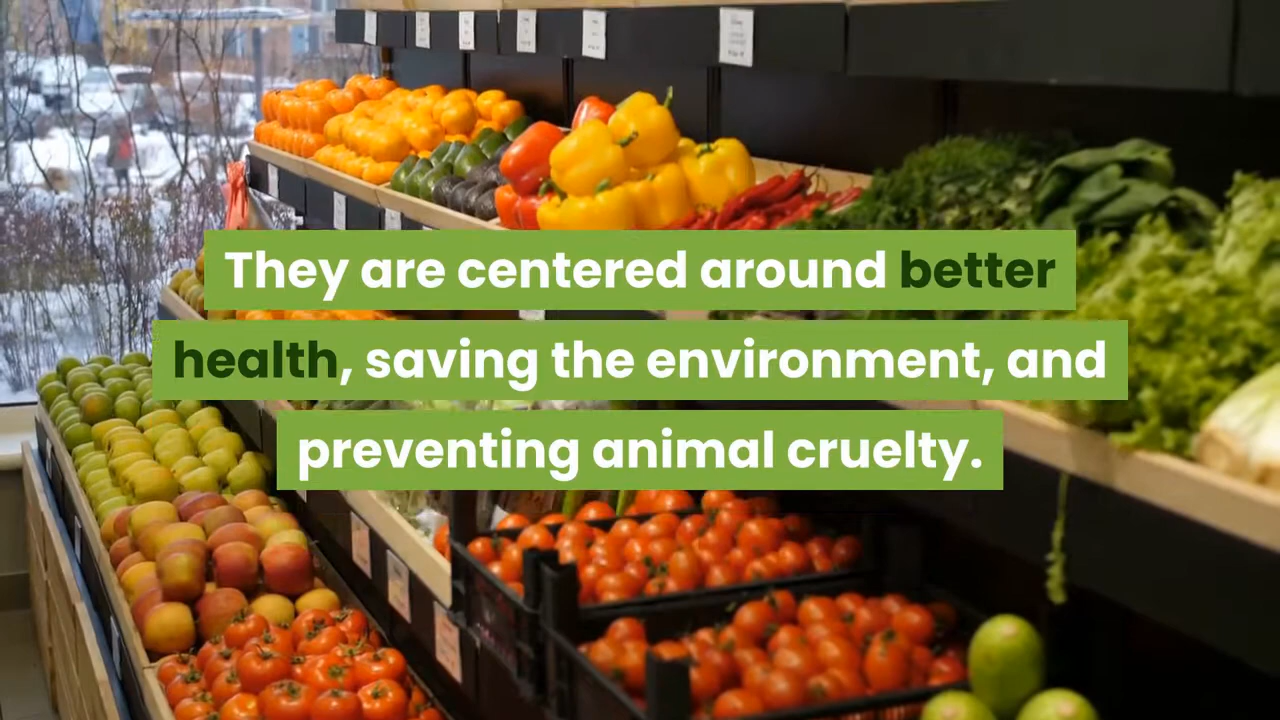 They are centered around better
health, saving the environment, and
preventing animal cruelty.